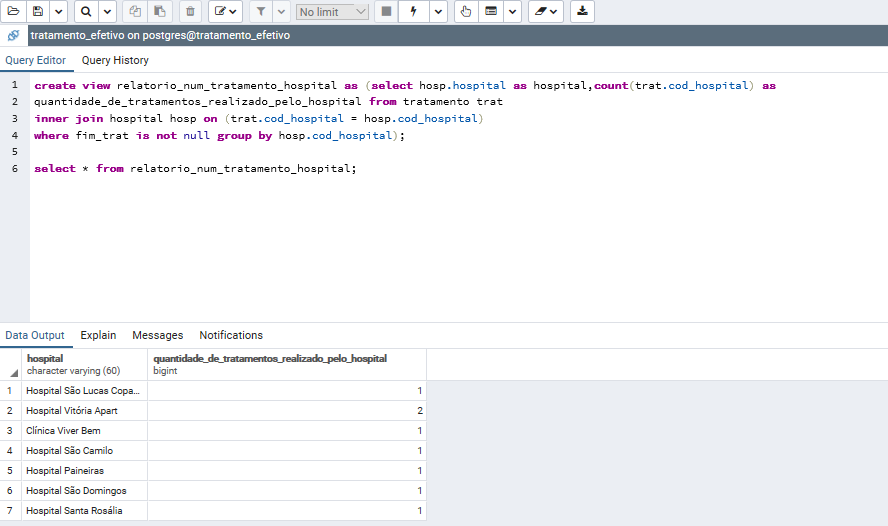 No limit
tratamento_efetivo on postgres@tratamento_efetivo
Query Editor Query History
1 create view relatorio_num_tratamento_hospital as (select hosp.hospital as hospital,count(trat.cod_hospital) as
2 quantidade_de_tratamentos_realizado_pelo_hospital from tratamento trat
3 inner join hospital hosp on (trat.cod_hospital = hosp.cod_hospital)
4 where fim_trat is not null group by hosp.cod_hospital);
5
6 select * from relatorio_num_tratamento_hospital;
Data Output Explain Messages Notifications
hospital quantidade_de_tratamentos_realizado_pelo_hospital
character varying (60) bigint
1 Hospital São Lucas Copa... 1
2 Hospital Vitória Apart 2
3 Clínica Viver Bem 1
4 Hospital São Camilo 1
5 Hospital Paineiras 1
6 Hospital São Domingos 1
7 Hospital Santa Rosália 1